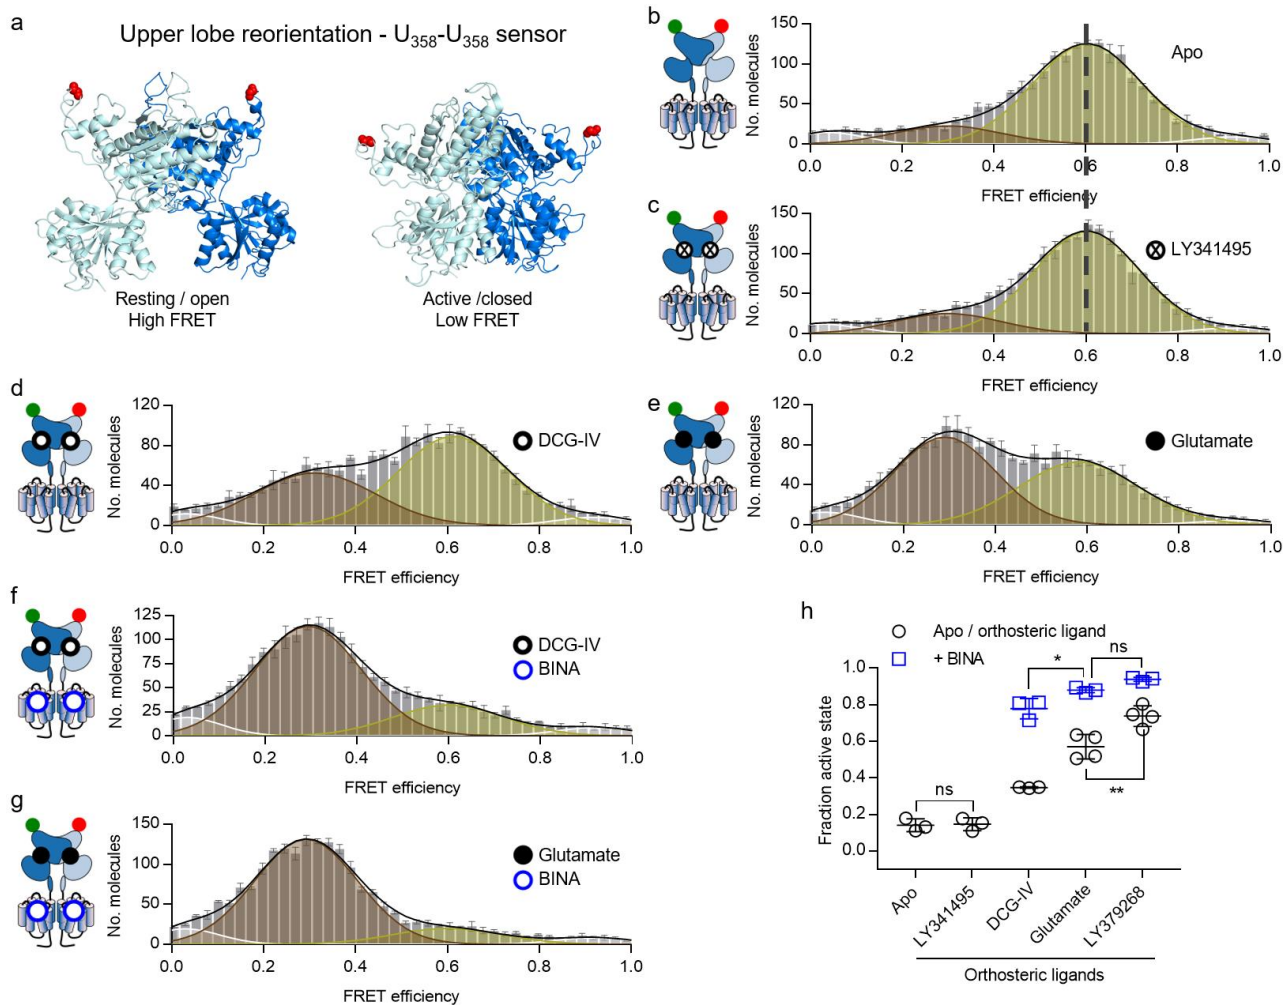 a
Upper lobe reorientation - U358-U358 sensor
Resting / open
High FRET
Active /closed
Low FRET
b
No. molecules
150
100
50
0
Apo
0.0 0.2 0.4 0.6 0.8 1.0
FRET efficiency
c
No. molecules
150
100
50
0
LY341495
0.0 0.2 0.4 0.6 0.8 1.0
FRET efficiency
d
No. molecules
120
80
40
0
DCG-IV
0.0 0.2 0.4 0.6 0.8 1.0
FRET efficiency
e
No. molecules
120
80
40
0
Glutamate
0.0 0.2 0.4 0.6 0.8 1.0
FRET efficiency
f
No. molecules
125
100
75
50
25
0
DCG-IV
BINA
0.0 0.2 0.4 0.6 0.8 1.0
FRET efficiency
g
No. molecules
150
100
50
0
Glutamate
BINA
0.0 0.2 0.4 0.6 0.8 1.0
FRET efficiency
h
Apo / orthosteric ligand
+ BINA
Fraction active state
1.0
0.8
0.6
0.4
0.2
0.0
ns
*
ns
**
Apo
LY341495
DCG-IV
Glutamate
LY379268
Orthosteric ligands